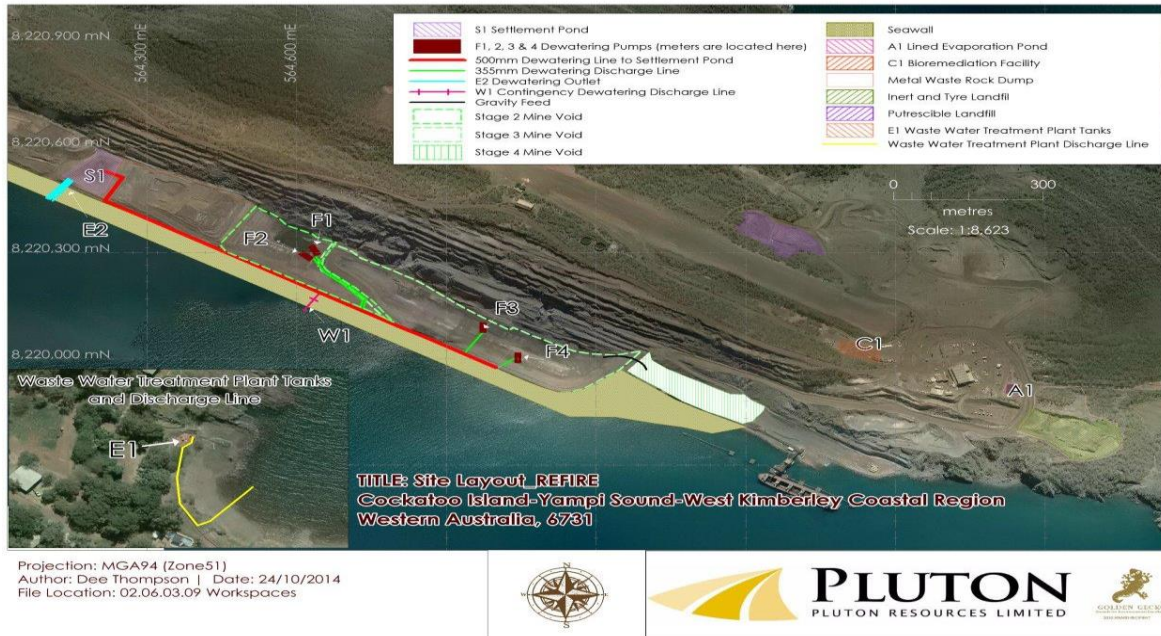 8,220,900 mN
564,300 mE
564,600 mE
S1 Settlement Pond
F1, 2, 3 & 4 Dewatering Pumps (meters are located here)
500mm Dewatering Line to Settlement Pond
355mm Dewatering Discharge Line
E2 Dewatering Outlet
W1 Contingency Dewatering Discharge Line
Gravity Feed
Stage 2 Mine Void
Stage 3 Mine Void
Stage 4 Mine Void
Seawall
A1 Lined Evaporation Pond
C1 Bioremediation Facility
Metal Waste Rock Dump
Inert and Tyre Landfil
Putrescible Landfill
E1 Waste Water Treatment Plant Tanks
Waste Water Treatment Plant Discharge Line
8,220,600 mN
S1
0 300
metres
Scale: 1:8,623
E2
F1
F2
8,220,300 mN
F3
W1
F4
C1
8,220,000 mN
A1
Waste Water Treatment Plant Tanks
and Discharge Line
E1
TITLE: Site Layout_REFIRE
Cockatoo Island-Yampi Sound-West Kimberley Coastal Region
Western Australia, 6731
Projection: MGA94 (Zone51)
Author: Dee Thompson | Date: 24/10/2014
File Location: 02.06.03.09 Workspaces
N
S
PLUTON
PLUTON RESOURCES LIMITED
GOLDEN GECKO